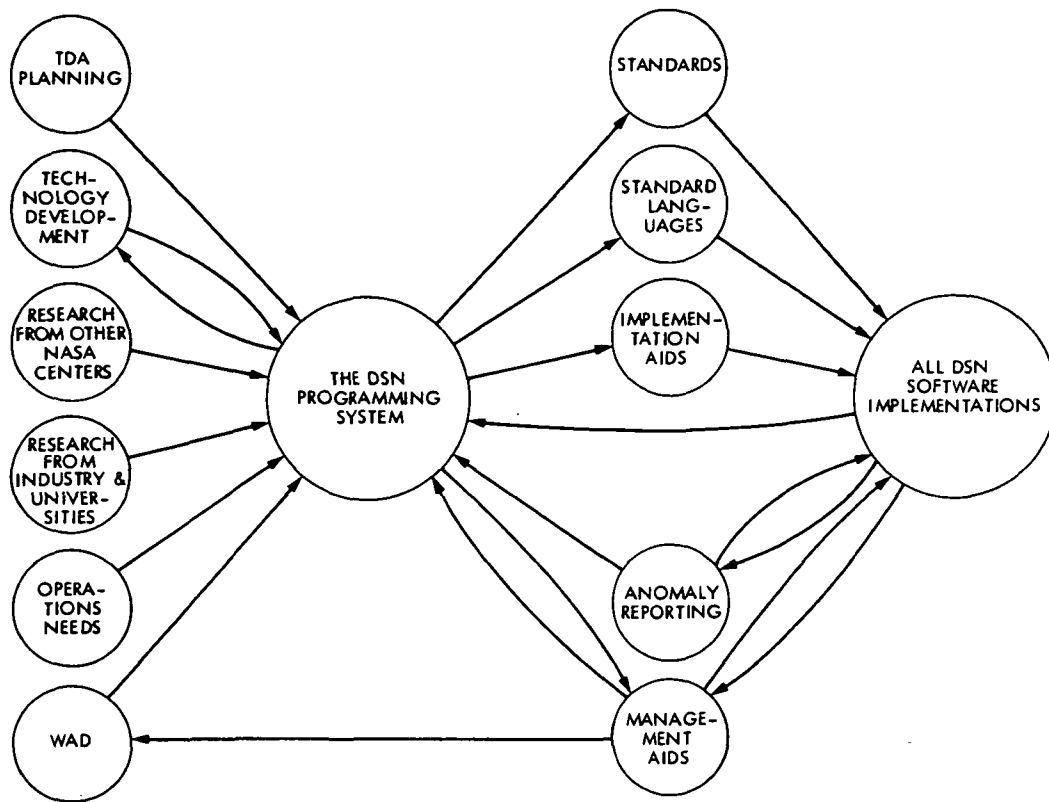 TDA
PLANNING
TECH-
NOLOGY
DEVELOP-
MENT
RESEARCH
FROM OTHER
NASA
CENTERS
RESEARCH
FROM
INDUSTRY &
UNIVER-
SITIES
OPERA-
TIONS
NEEDS
WAD
THE DSN
PROGRAMMING
SYSTEM
STANDARDS
STANDARD
LANG-
UAGES
IMPLEMEN-
TATION
AIDS
ANOMALY
REPORTING
MANAGE-
MENT
AIDS
ALL DSN
SOFTWARE
IMPLEMENTATIONS